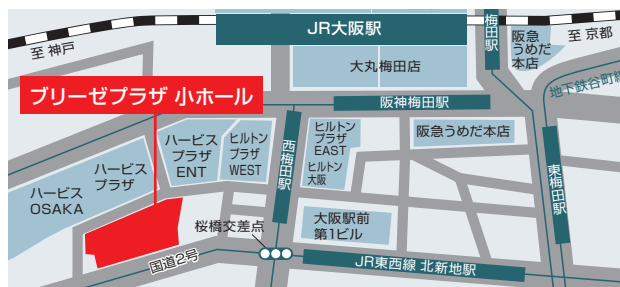 JR大阪駅
至 神戸
梅田駅
阪急
うめだ
本店
至 京都
大丸梅田店
地下鉄谷町線
ブリーゼプラザ 小ホール
阪神梅田駅
ハービス
プラザ
ENT
ヒルトン
プラザ
WEST
西梅田駅
ヒルトン
プラザ
EAST
ヒルトン
大阪
阪急うめだ本店
東梅田駅
ハービス
プラザ
ハービス
OSAKA
桜橋交差点
大阪駅前
第1ビル
国道2号
JR東西線 北新地駅